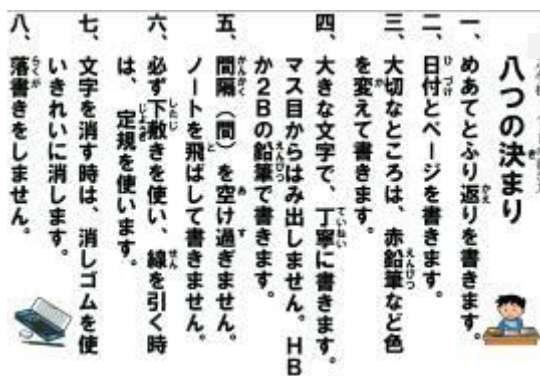 八つの決まり
一、めあてとふり返りを書きます。
二、日付とページを書きます。
三、大切なところは、赤鉛筆など色
を変えて書きます。
四、大きな文字で、丁寧に書きます。
マス目からはみ出しません。HB
か2Bの鉛筆で書きます。
五、間隔（間）を空け過ぎません。
ノートを飛ばして書きません。
六、必ず下敷きを使い、線を引く時
は、定規を使います。
七、文字を消す時は、消しゴムを使
いきれいに消します。
八、落書きをしません。